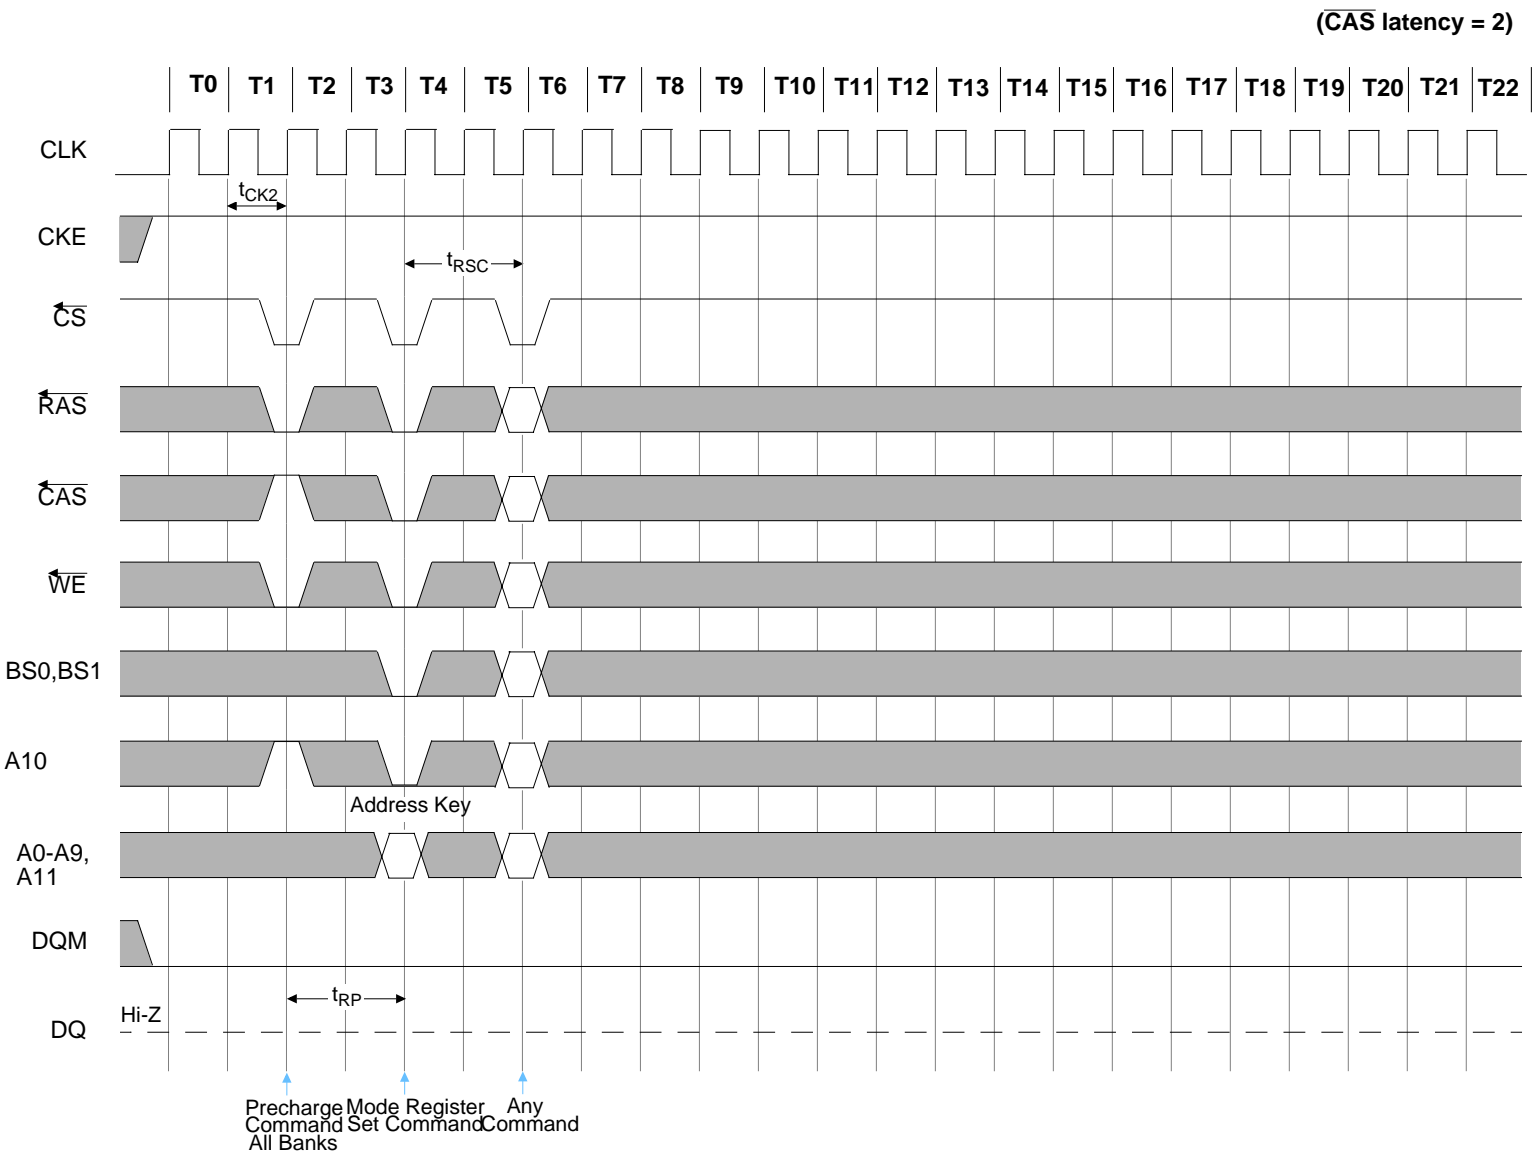 (CAS latency = 2)
T0 T1 T2 T3 T4 T5 T6 T7 T8 T9 T10 T11 T12 T13 T14 T15 T16 T17 T18 T19 T20 T21 T22
CLK
tCK2
CKE
tRSC
CS
RAS
CAS
WE
BS0,BS1
A10
Address Key
A0-A9,
A11
DQM
tRP
Hi-Z
DQ
Precharge
Command
All Banks
Mode Register
Set Command
Any
Command